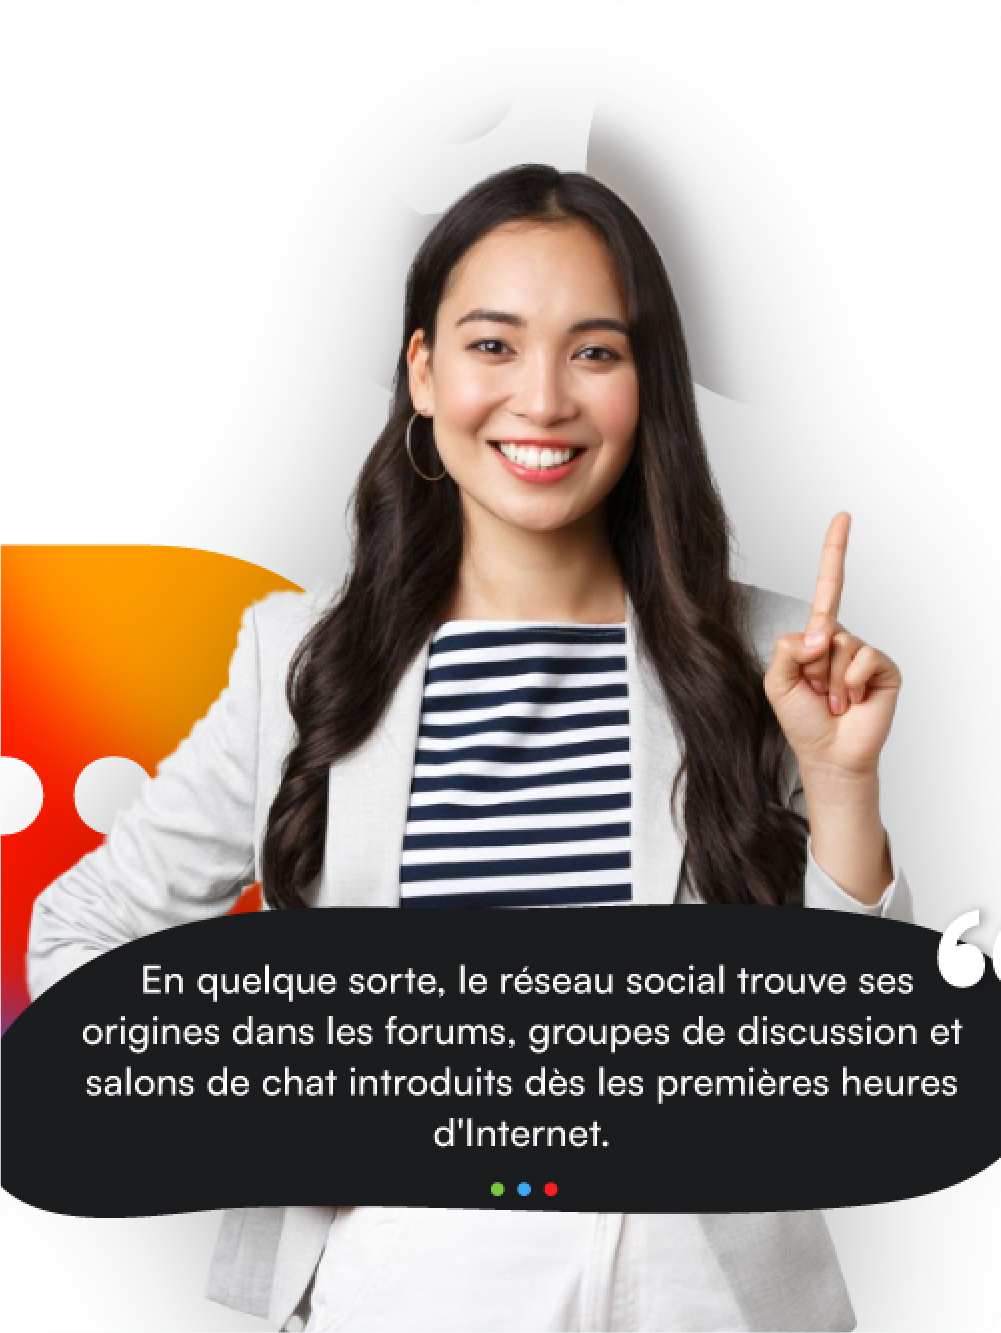 En quelque sorte, le réseau social trouve ses
origines dans les forums, groupes de discussion et
salons de chat introduits dès les premières heures
d'Internet.